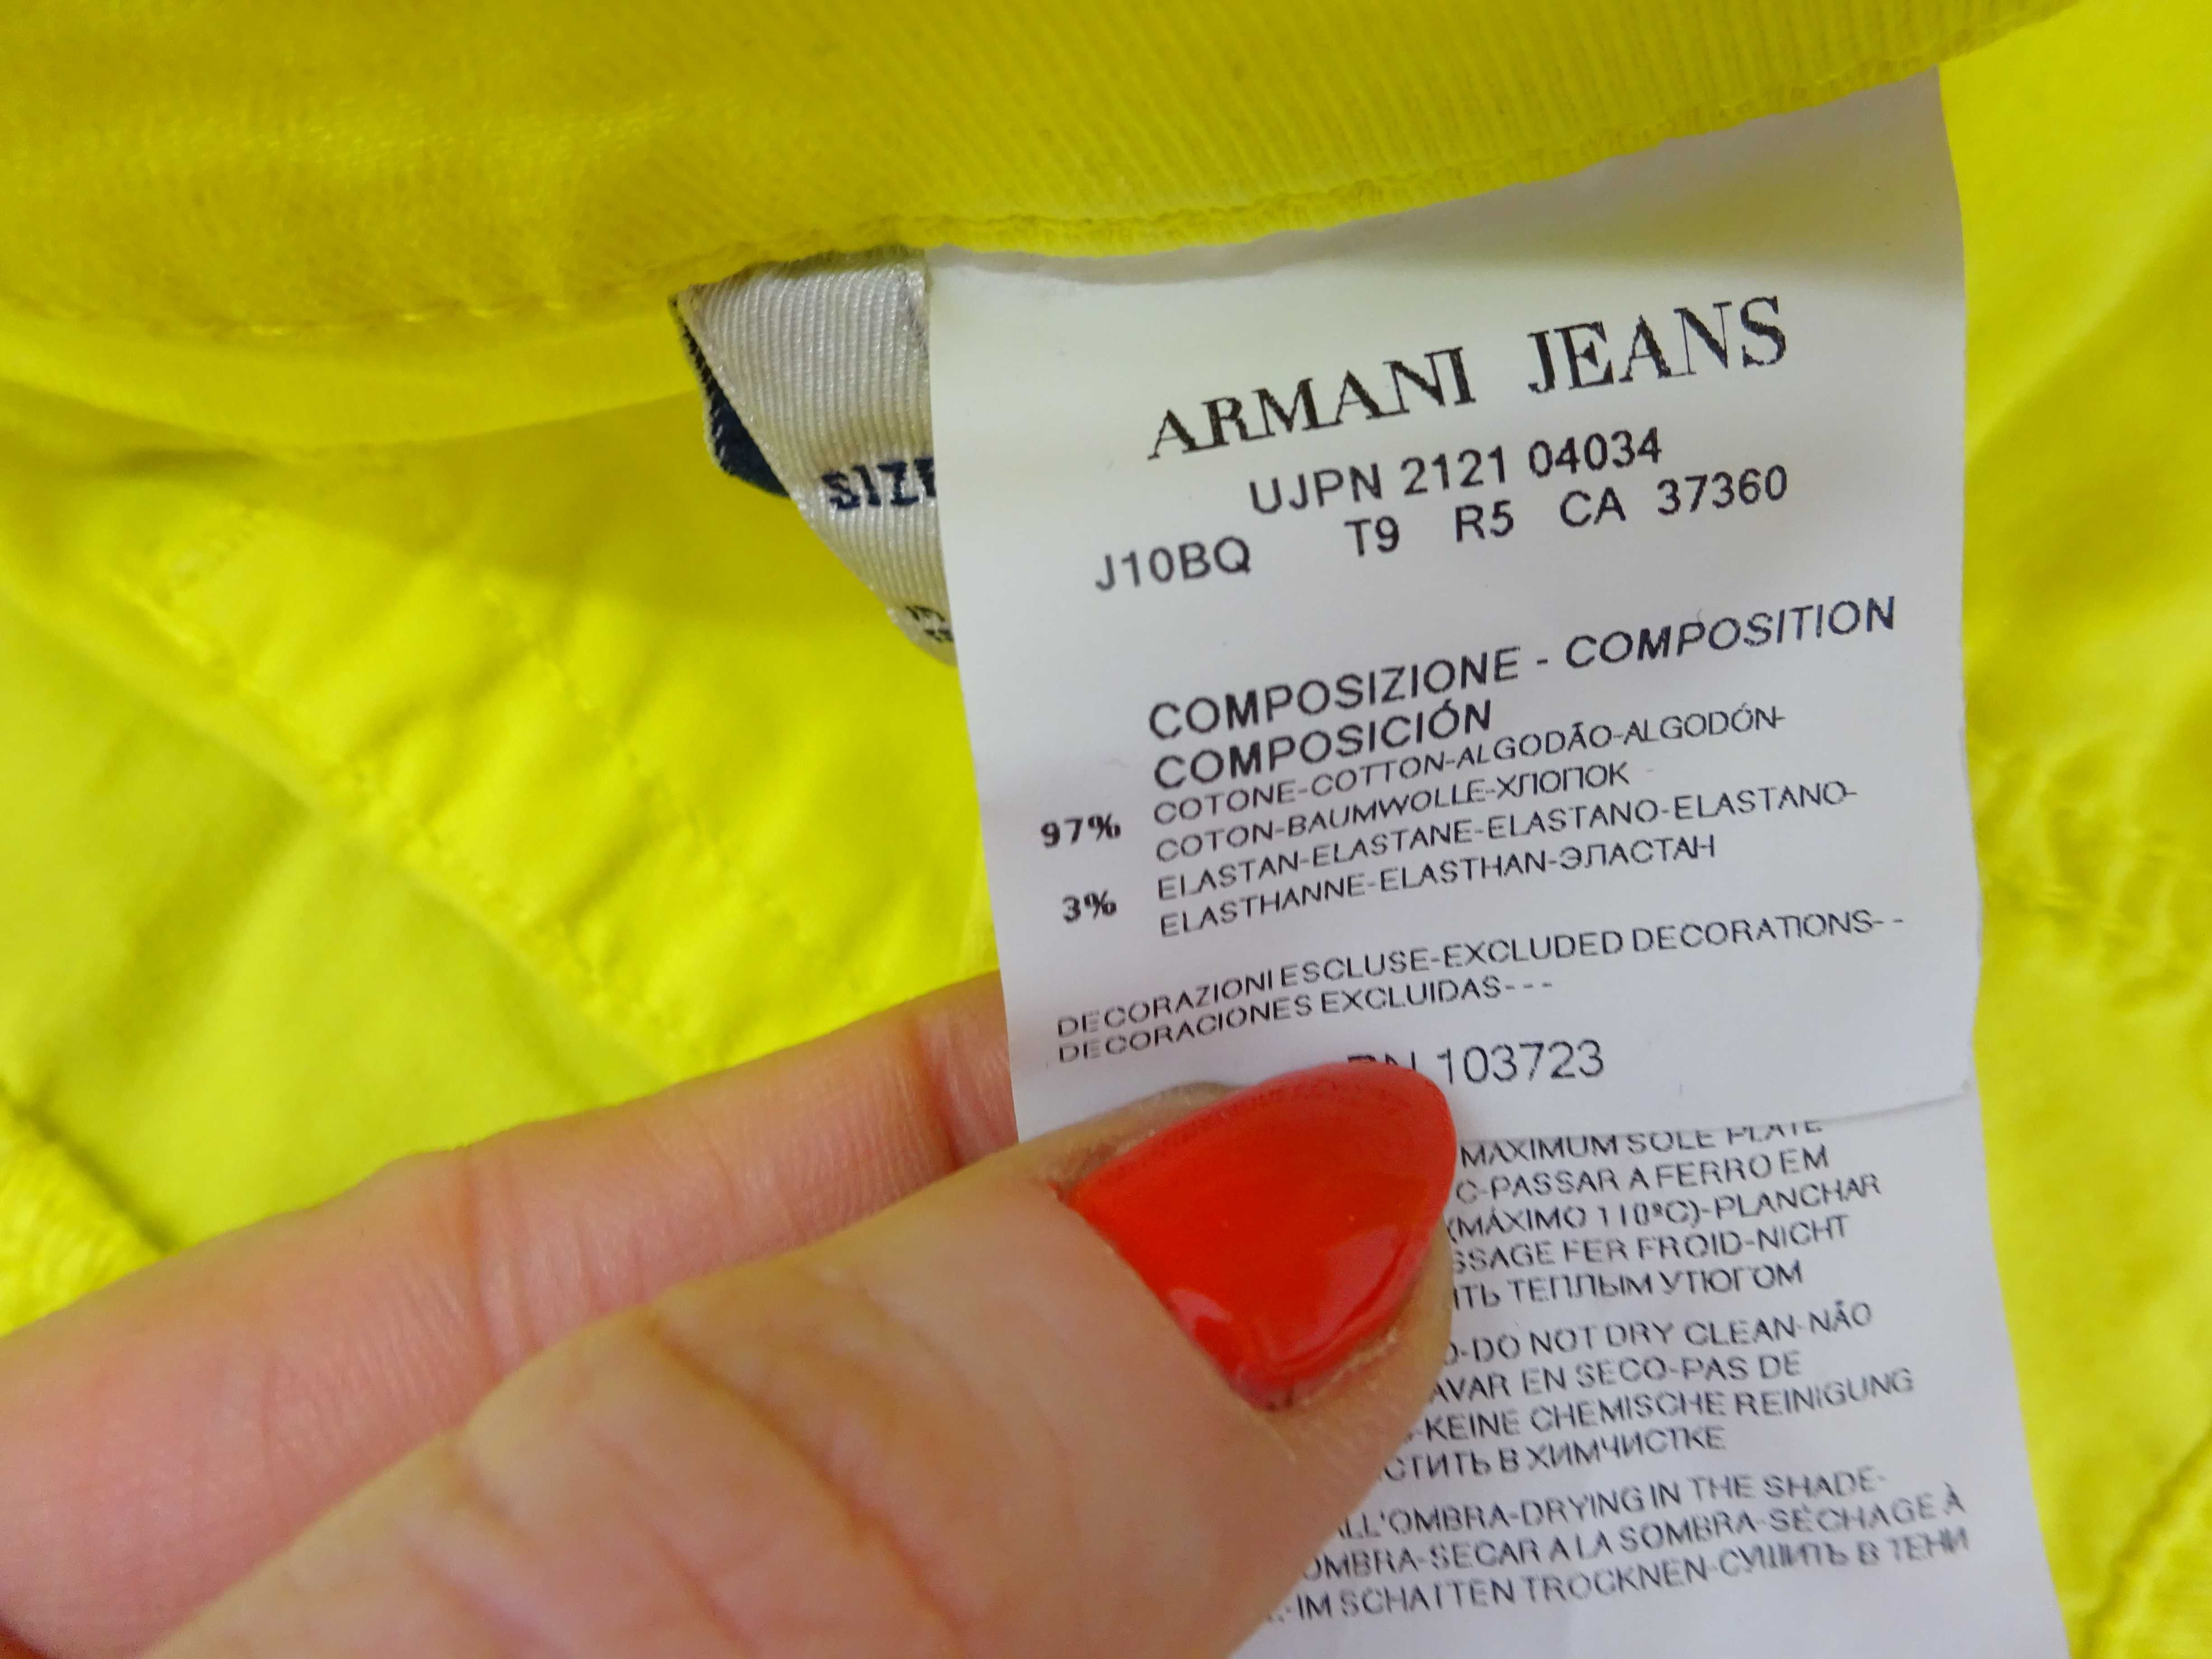 SIZE
ARMANI JEANS
UJPN 2121 04034
J10BQ T9 R5 CA 37360
COMPOSIZIONE - COMPOSITION
COMPOSICIÓN
97% COTONE-COTTON-ALGODÃO-ALGODÓN-
COTON-BAUMWOLLE-ХЛОПОК
3% ELASTAN-ELASTANE-ELASTANO-ELASTANO-
ELASTHANNE-ELASTHAN-ЭЛАСТАН
DECORAZIONI ESCLUSE-EXCLUDED DECORATIONS- -
DECORACIONES EXCLUIDAS- - -
103723
MAXIMUM SOLE PLATE
C-PASSAR A FERRO EM
(MÁXIMO 110ºC)-PLANCHAR
FER FROID-NICHT
ТЕПЛЫМ УТЮГОМ
-DO NOT DRY CLEAN-NÃO
EN SECO-PAS DE
-KEINE CHEMISCHE REINIGUNG
В ХИМЧИСТКЕ
ALL'OMBRA-DRYING IN THE SHADE-
OMBRA-SECAR A LA SOMBRA-SÉCHAGE À
-IM SCHATTEN TROCKNEN-СУШИТЬ В ТЕНИ